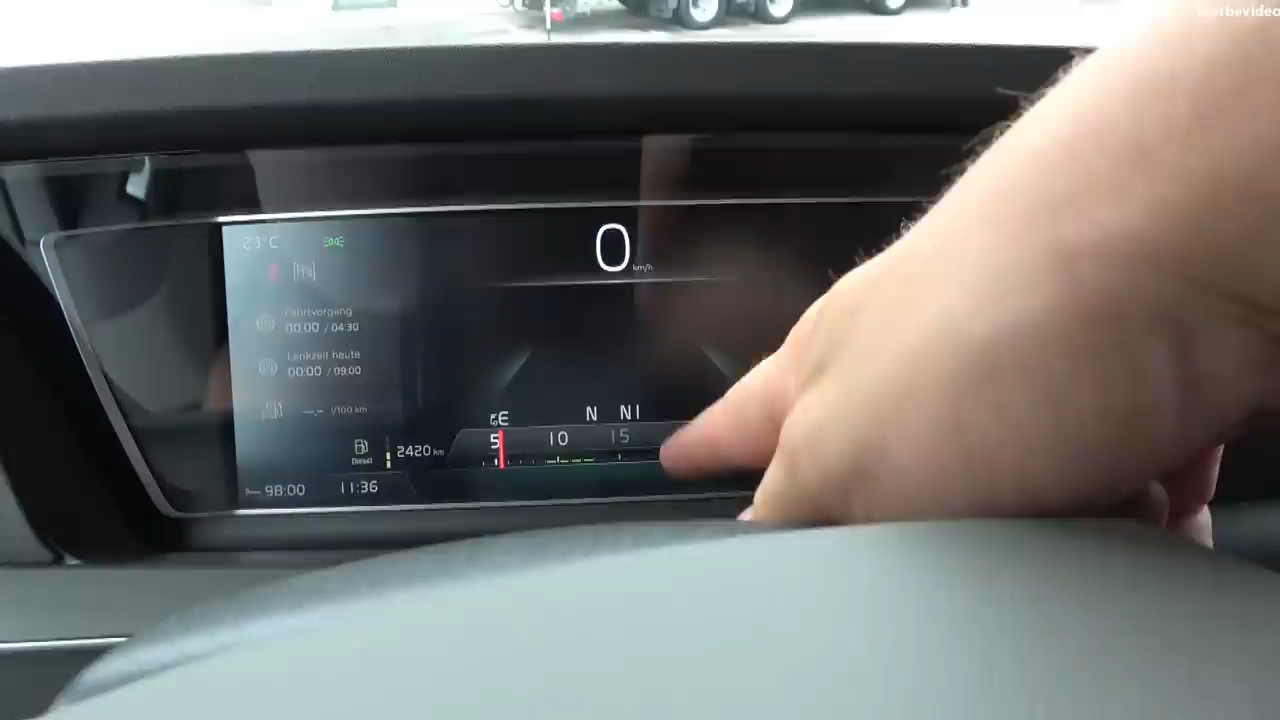 23°C
0 km/h
Fahrtvorgang
00:00 / 04:30
Lenkzeit heute
00:00 / 09:00
--,- l/100 km
E N N1
5 10 15
Diesel 2420 km
98:00 11:36